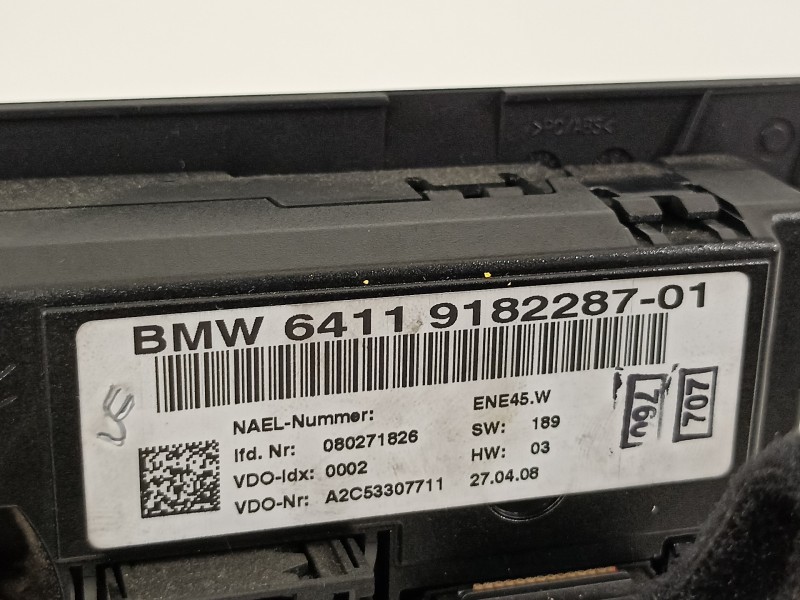 >PC/ABS<
BMW 6411 9182287-01
NAEL-Nummer: ENE45.W
lfd. Nr: 080271826 SW: 189
VDO-Idx: 0002 HW: 03
VDO-Nr: A2C53307711 27.04.08
707